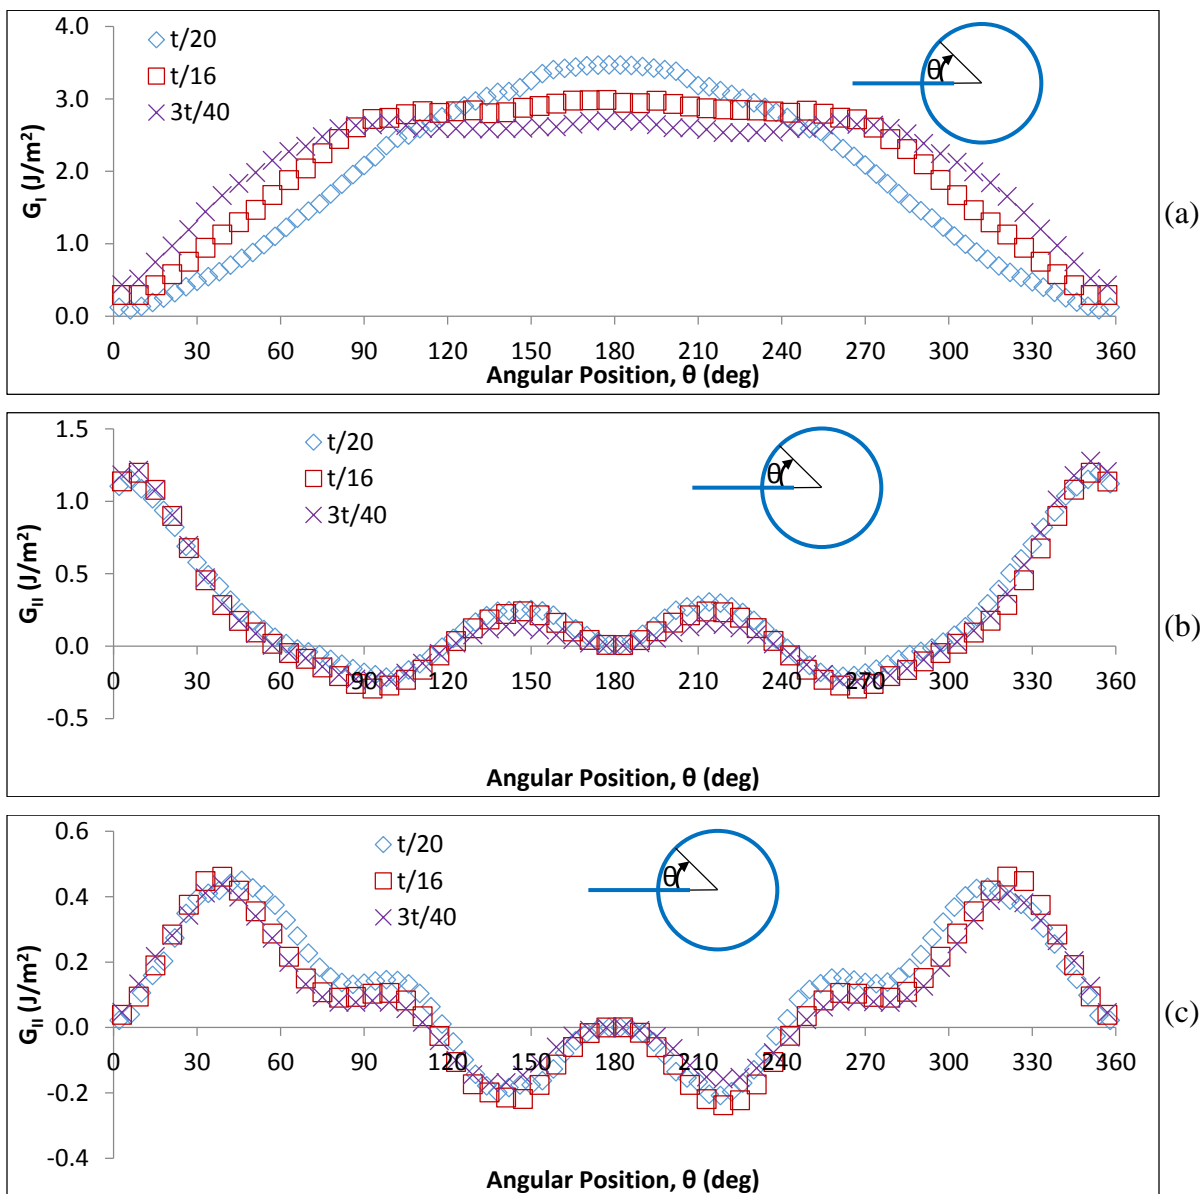 4.0
3.0
2.0
1.0
0.0
G_I (J/m²)
t/20
t/16
3t/40
θ
0 30 60 90 120 150 180 210 240 270 300 330 360
Angular Position, θ (deg)
(a)
1.5
1.0
0.5
0.0
-0.5
G_II (J/m²)
t/20
t/16
3t/40
θ
0 30 60 90 120 150 180 210 240 270 300 330 360
Angular Position, θ (deg)
(b)
0.6
0.4
0.2
0.0
-0.2
-0.4
G_II (J/m²)
t/20
t/16
3t/40
θ
0 30 60 90 120 150 180 210 240 270 300 330 360
Angular Position, θ (deg)
(c)